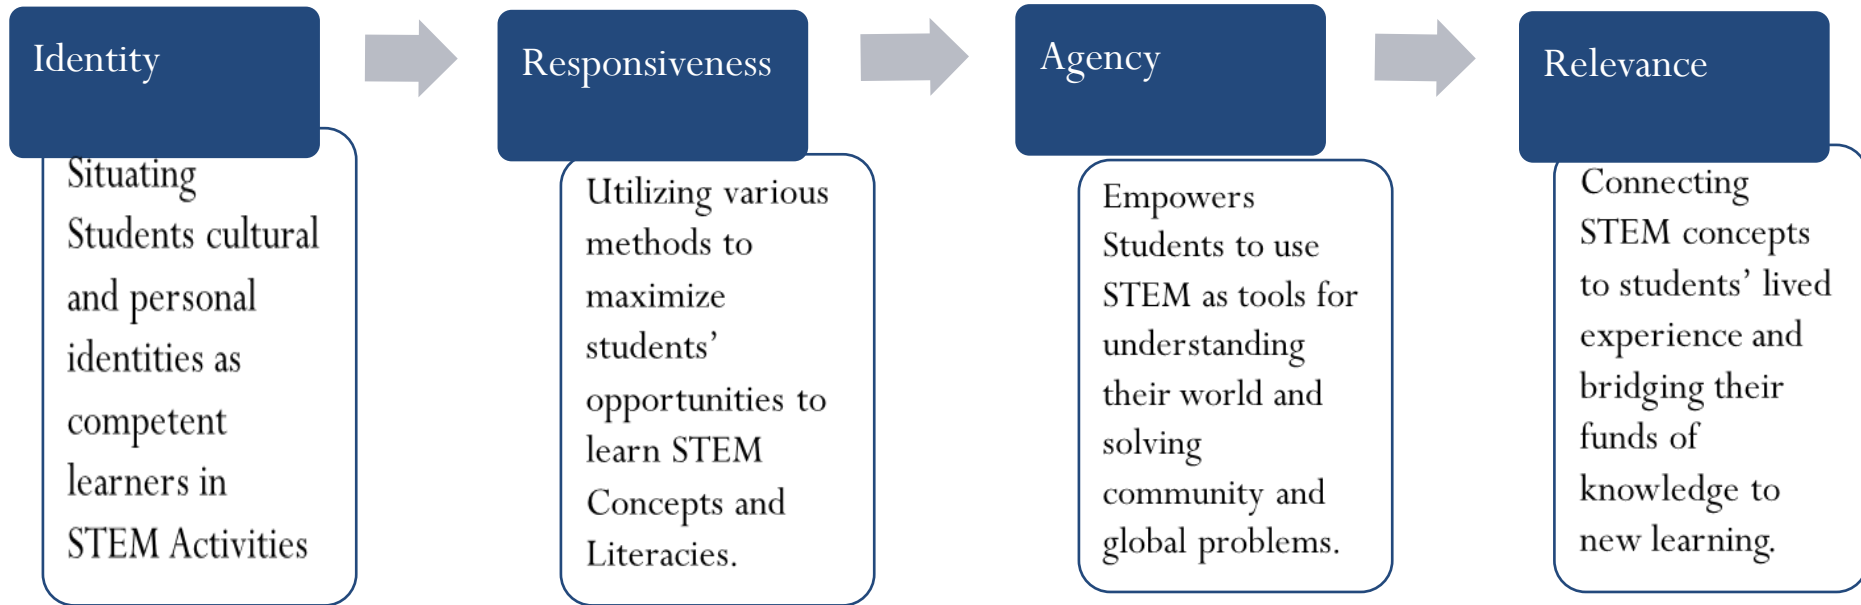 Identity
Situating
Students cultural
and personal
identities as
competent
learners in
STEM Activities
Responsiveness
Utilizing various
methods to
maximize
students’
opportunities to
learn STEM
Concepts and
Literacies.
Agency
Empowers
Students to use
STEM as tools for
understanding
their world and
solving
community and
global problems.
Relevance
Connecting
STEM concepts
to students’ lived
experience and
bridging their
funds of
knowledge to
new learning.